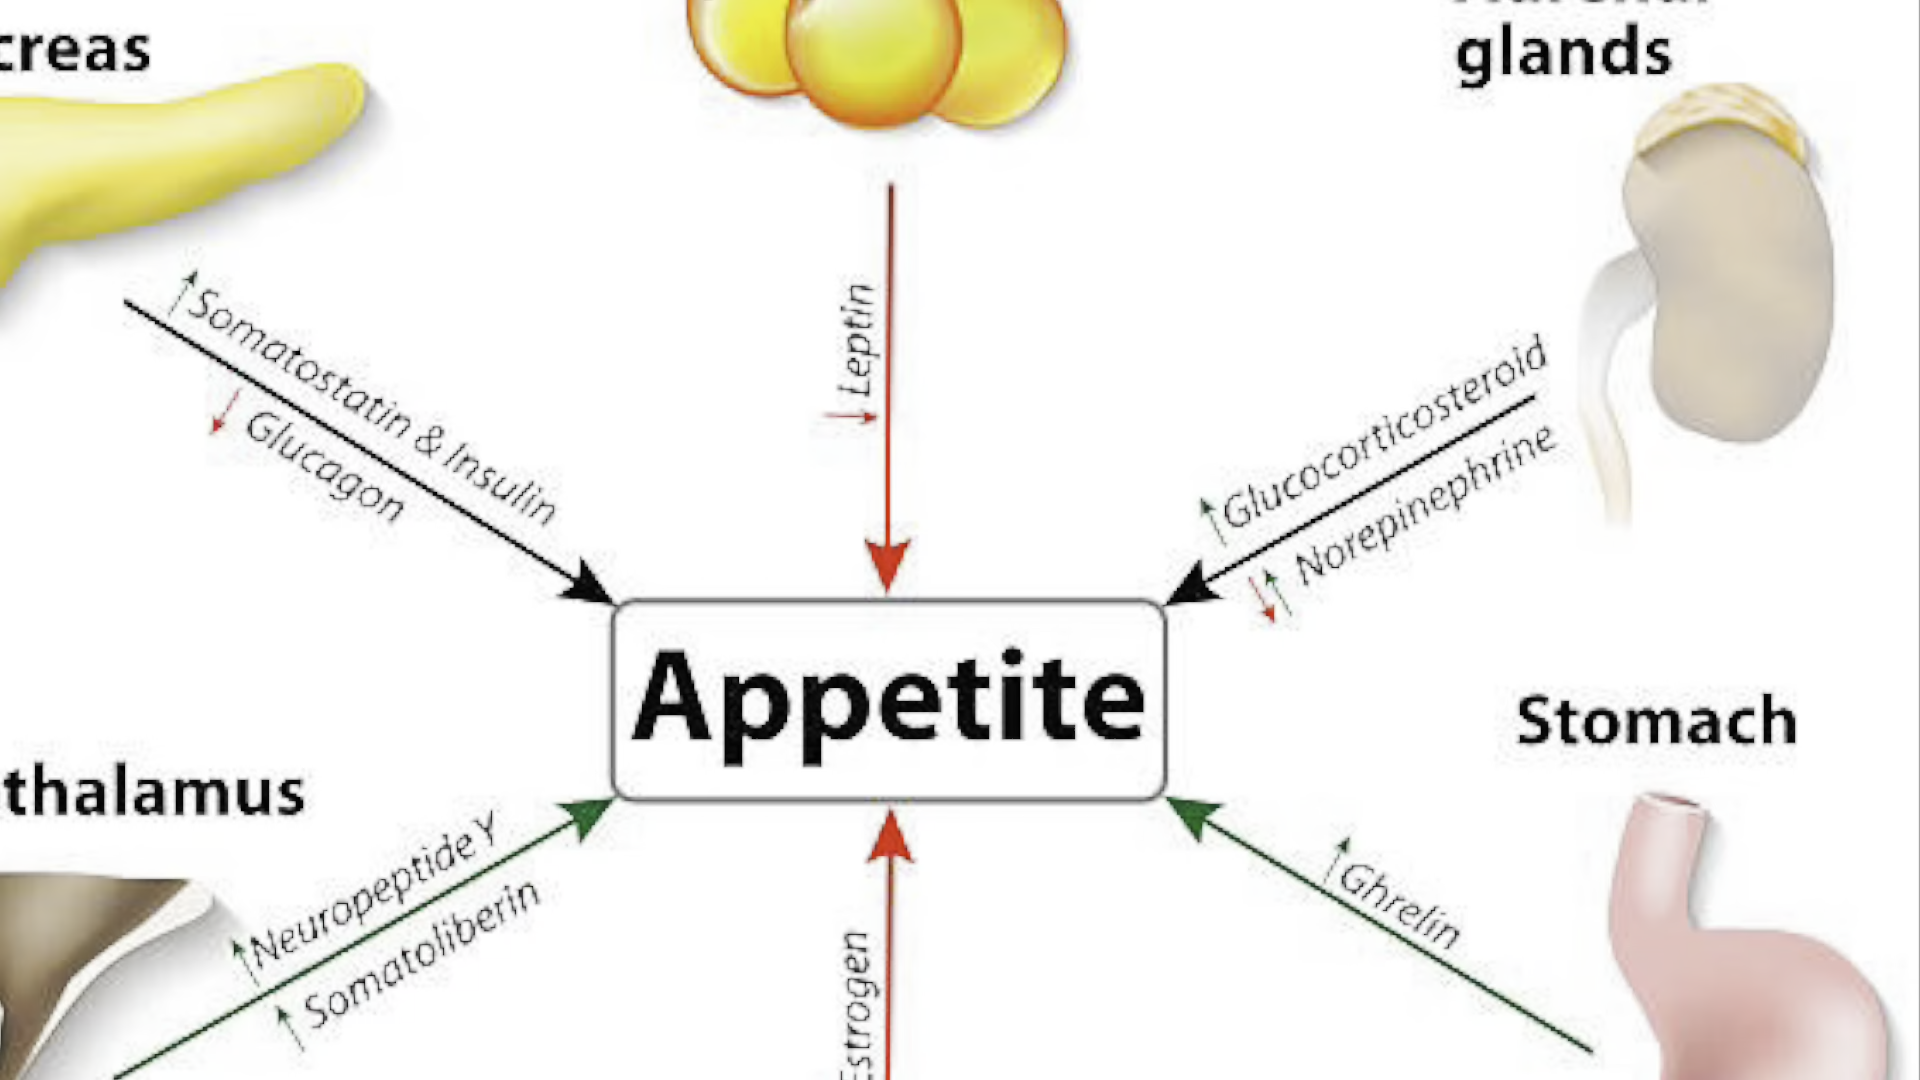 creas
glands
Somatostatin & Insulin
Glucagon
Leptin
Glucocorticosteroid
Norepinephrine
Appetite
Stomach
thalamus
Neuropeptide Y
Somatoliberin
Estrogen
Ghrelin